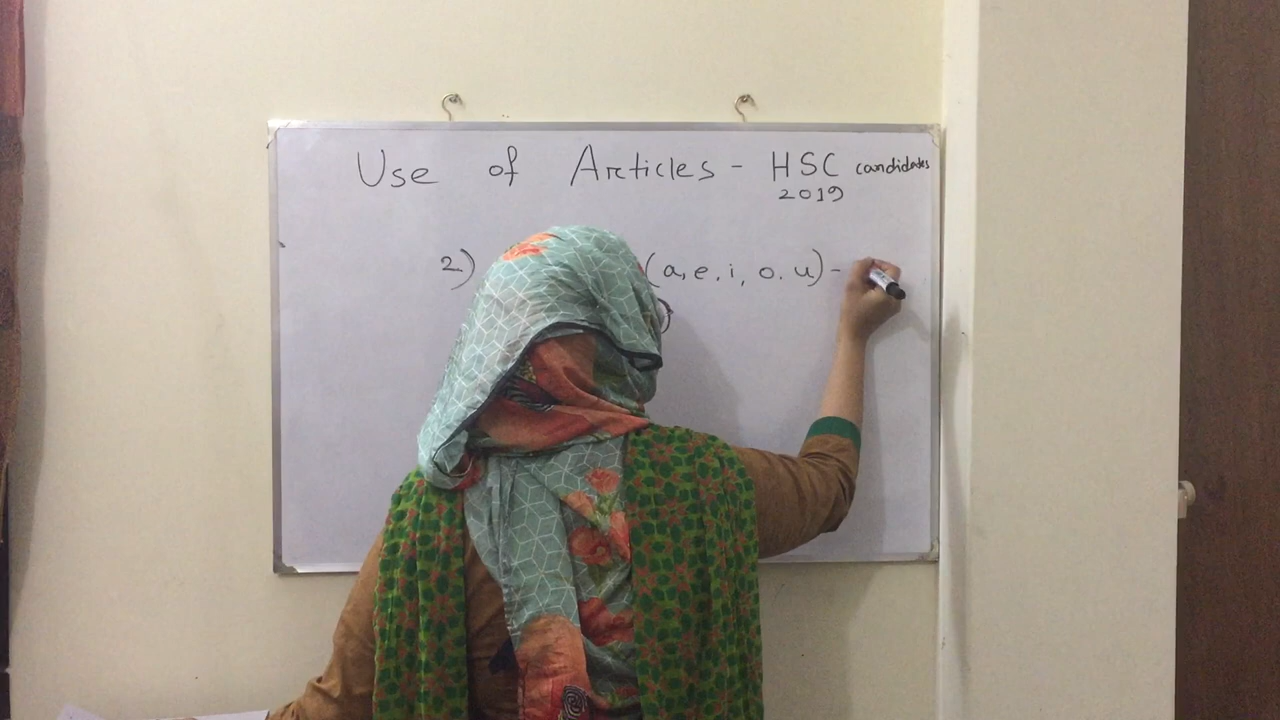 Use of Articles - HSC candidates
2019
2) (a, e, i, o. u) -
)